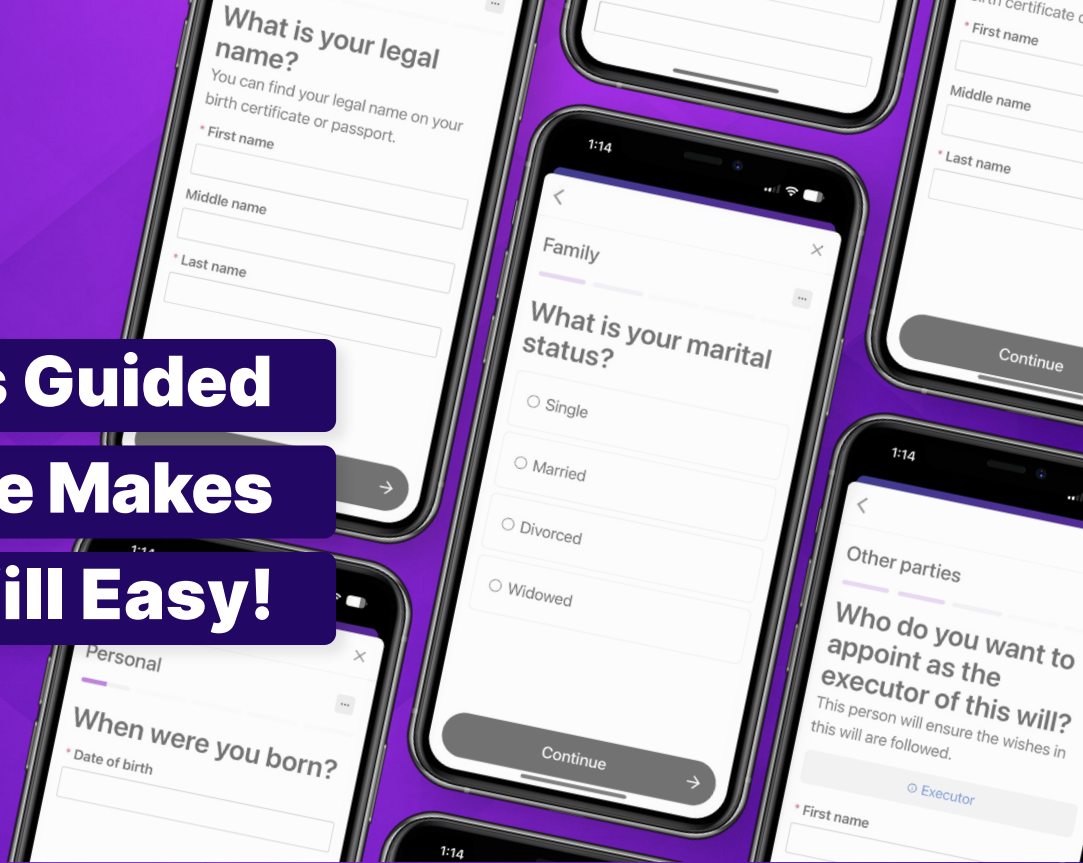 What is your legal
name?
You can find your legal name on your
birth certificate or passport.
* First name
Middle name
* Last name
Guided
Makes
Easy!
1:14
Family
What is your marital
status?
Single
Married
Divorced
Widowed
Continue
certificate
* First name
Middle name
* Last name
Continue
1:14
Personal
When were you born?
* Date of birth
1:14
Other parties
Who do you want to
appoint as the
executor of this will?
This person will ensure the wishes in
this will are followed.
Executor
* First name
1:14